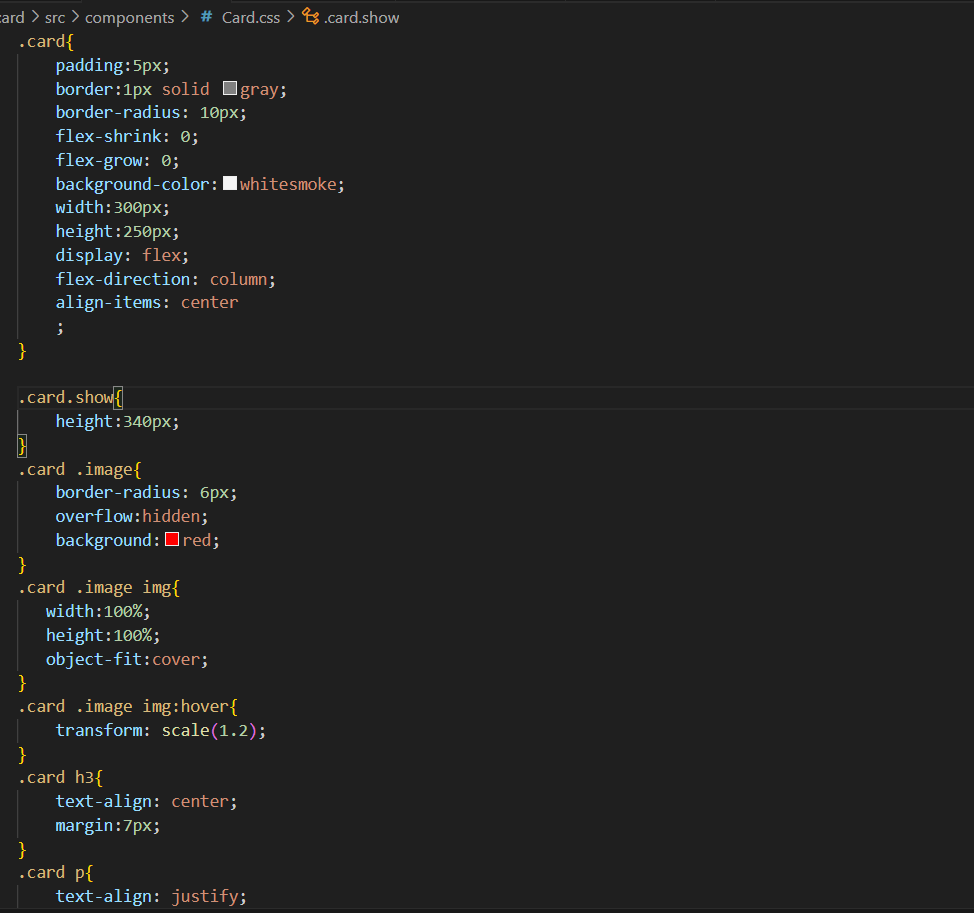 card > src > components > # Card.css > .card.show
.card{
    padding:5px;
    border:1px solid gray;
    border-radius: 10px;
    flex-shrink: 0;
    flex-grow: 0;
    background-color:whitesmoke;
    width:300px;
    height:250px;
    display: flex;
    flex-direction: column;
    align-items: center
    ;
}
.card.show{
    height:340px;
}
.card .image{
    border-radius: 6px;
    overflow:hidden;
    background:red;
}
.card .image img{
   width:100%;
   height:100%;
   object-fit:cover;
}
.card .image img:hover{
    transform: scale(1.2);
}
.card h3{
    text-align: center;
    margin:7px;
}
.card p{
    text-align: justify;